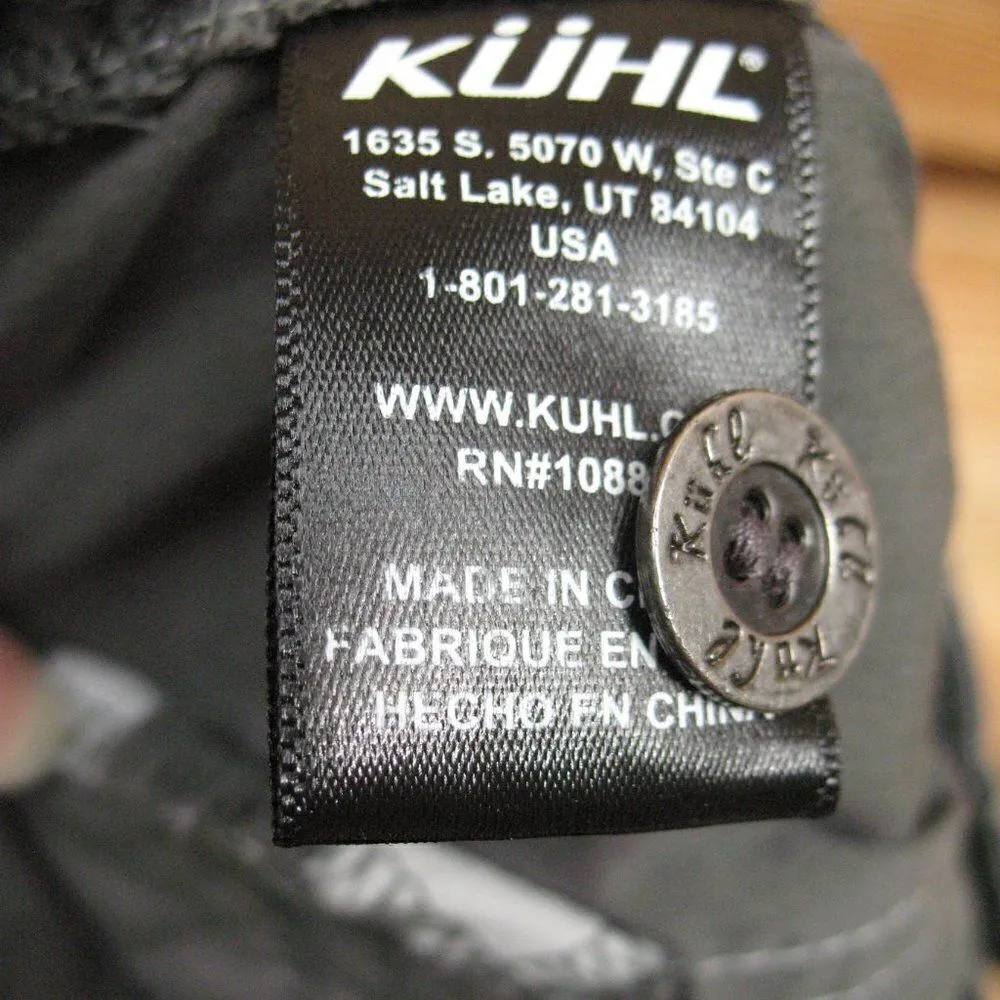 KÜHL®
1635 S. 5070 W, Ste C
Salt Lake, UT 84104
USA
1-801-281-3185
WWW.KUHL.
RN#1088
MADE IN C
FABRIQUE EN
HECHO EN CHINA
Kühl Kühl Kühl